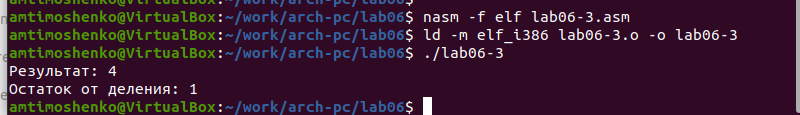 amtimoshenko@VirtualBox:~/work/arch-pc/lab06$ nasm -f elf lab06-3.asm
amtimoshenko@VirtualBox:~/work/arch-pc/lab06$ ld -m elf_i386 lab06-3.o -o lab06-3
amtimoshenko@VirtualBox:~/work/arch-pc/lab06$ ./lab06-3
Результат: 4
Остаток от деления: 1
amtimoshenko@VirtualBox:~/work/arch-pc/lab06$